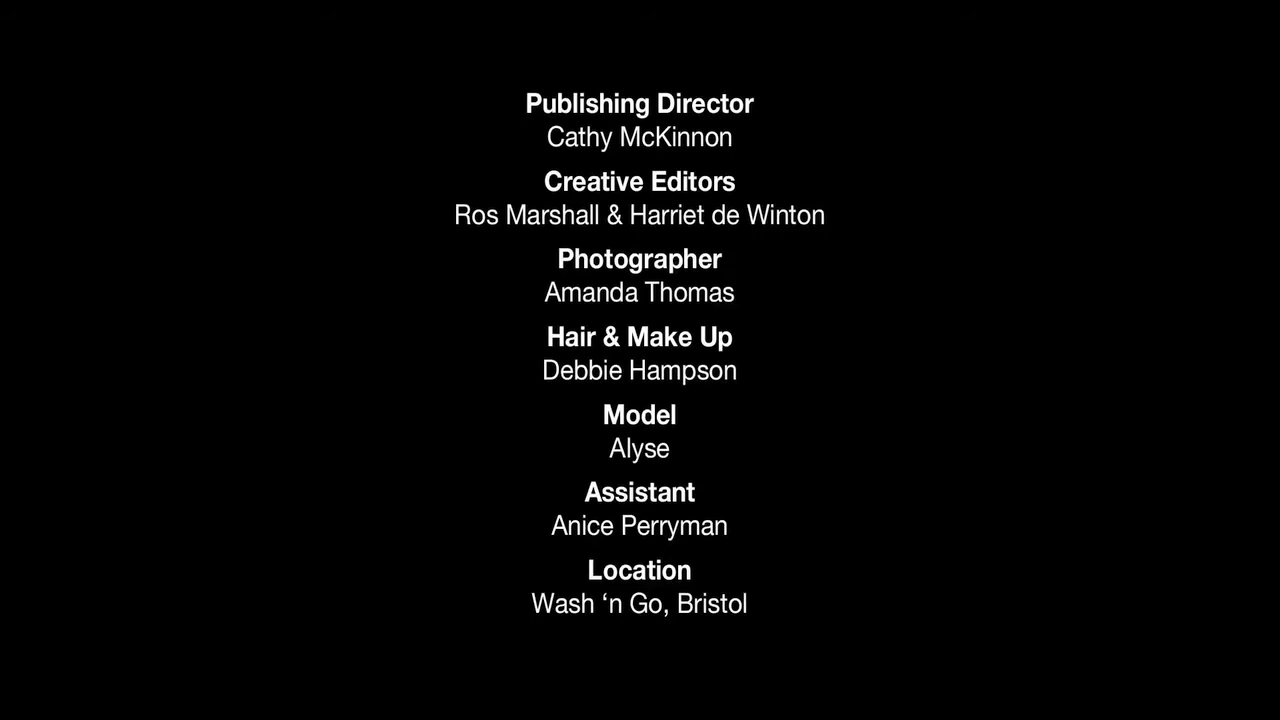 Publishing Director
Cathy McKinnon
Creative Editors
Ros Marshall & Harriet de Winton
Photographer
Amanda Thomas
Hair & Make Up
Debbie Hampson
Model
Alyse
Assistant
Anice Perryman
Location
Wash ‘n Go, Bristol